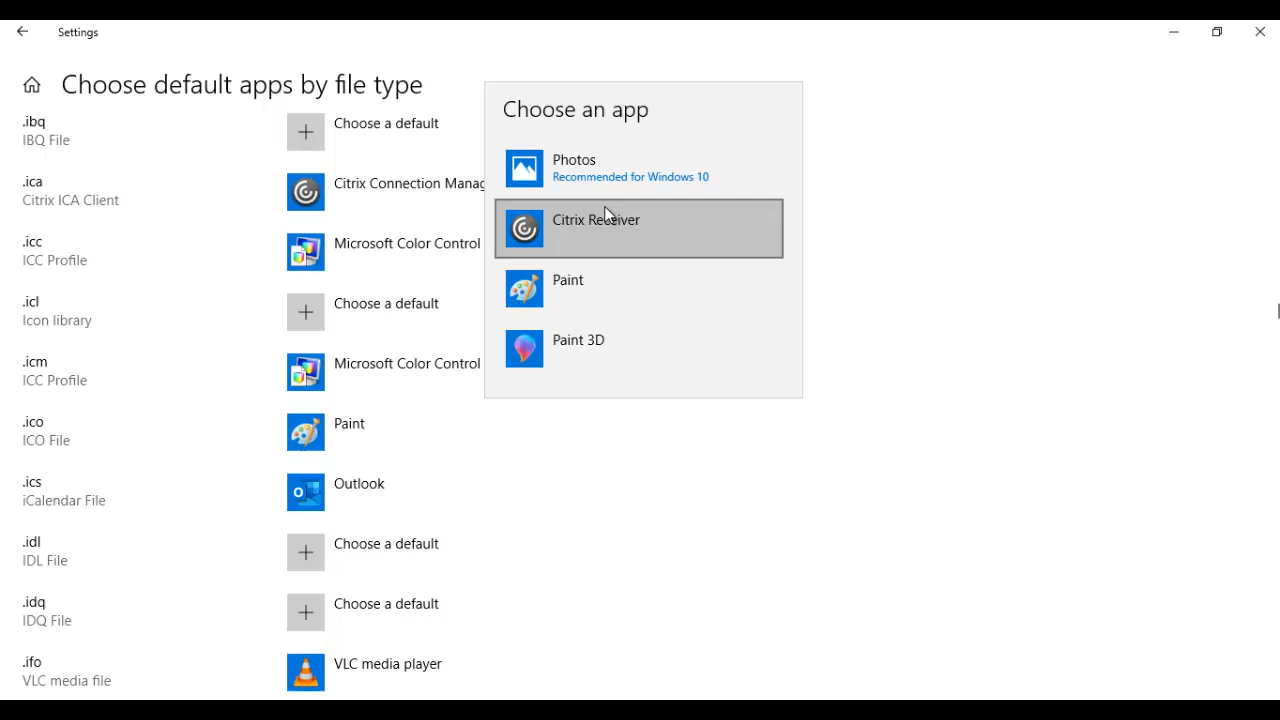 Settings
Choose default apps by file type
.ibq
IBQ File
Choose a default
.ica
Citrix ICA Client
Citrix Connection Manag
.icc
ICC Profile
Microsoft Color Control
.icl
Icon library
Choose a default
.icm
ICC Profile
Microsoft Color Control
.ico
ICO File
Paint
.ics
iCalendar File
Outlook
.idl
IDL File
Choose a default
.idq
IDQ File
Choose a default
.ifo
VLC media file
VLC media player
Choose an app
Photos
Recommended for Windows 10
Citrix Receiver
Paint
Paint 3D